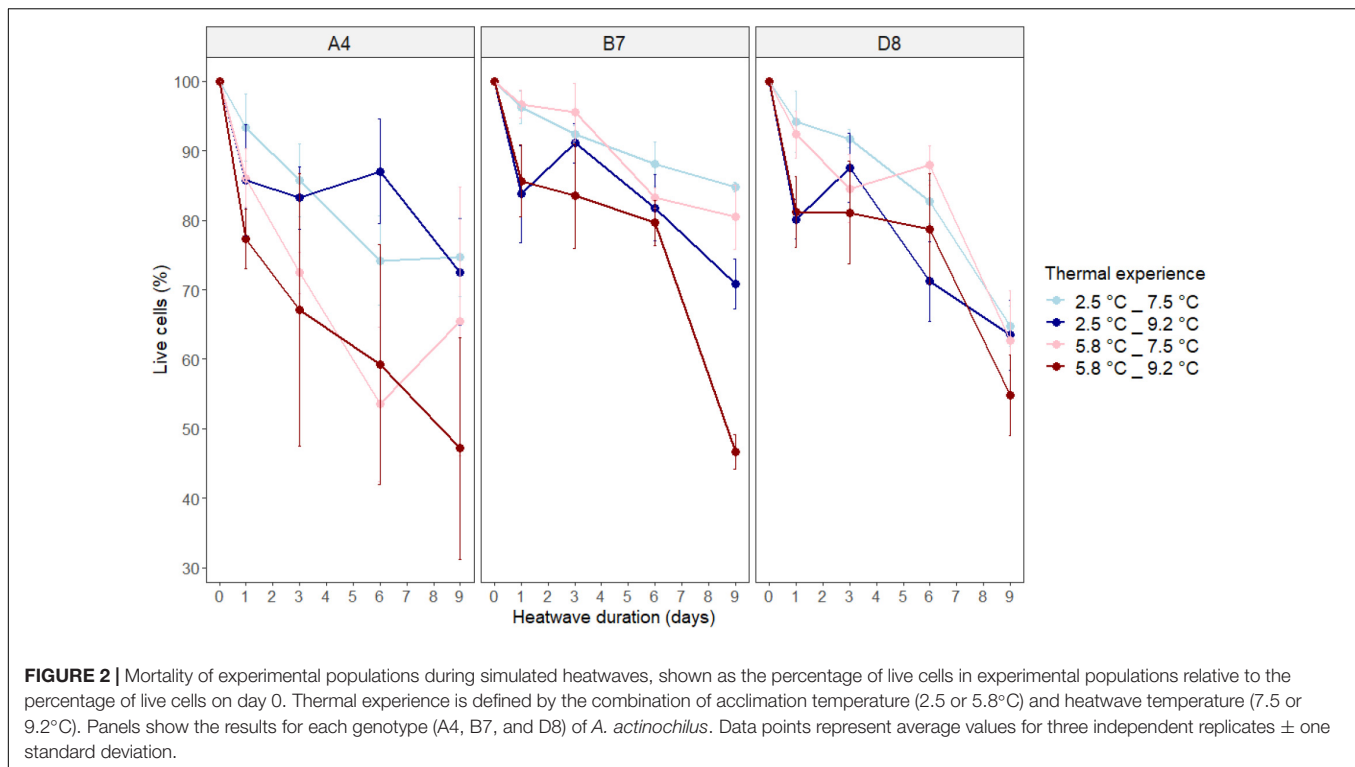 A4 B7 D8
100
90
80
70
60
50
40
30
Live cells (%)
0 1 2 3 4 5 6 7 8 9 0 1 2 3 4 5 6 7 8 9 0 1 2 3 4 5 6 7 8 9
Heatwave duration (days)
Thermal experience
2.5 °C _ 7.5 °C
2.5 °C _ 9.2 °C
5.8 °C _ 7.5 °C
5.8 °C _ 9.2 °C
FIGURE 2 | Mortality of experimental populations during simulated heatwaves, shown as the percentage of live cells in experimental populations relative to the
percentage of live cells on day 0. Thermal experience is defined by the combination of acclimation temperature (2.5 or 5.8°C) and heatwave temperature (7.5 or
9.2°C). Panels show the results for each genotype (A4, B7, and D8) of A. actinochilus. Data points represent average values for three independent replicates ± one
standard deviation.